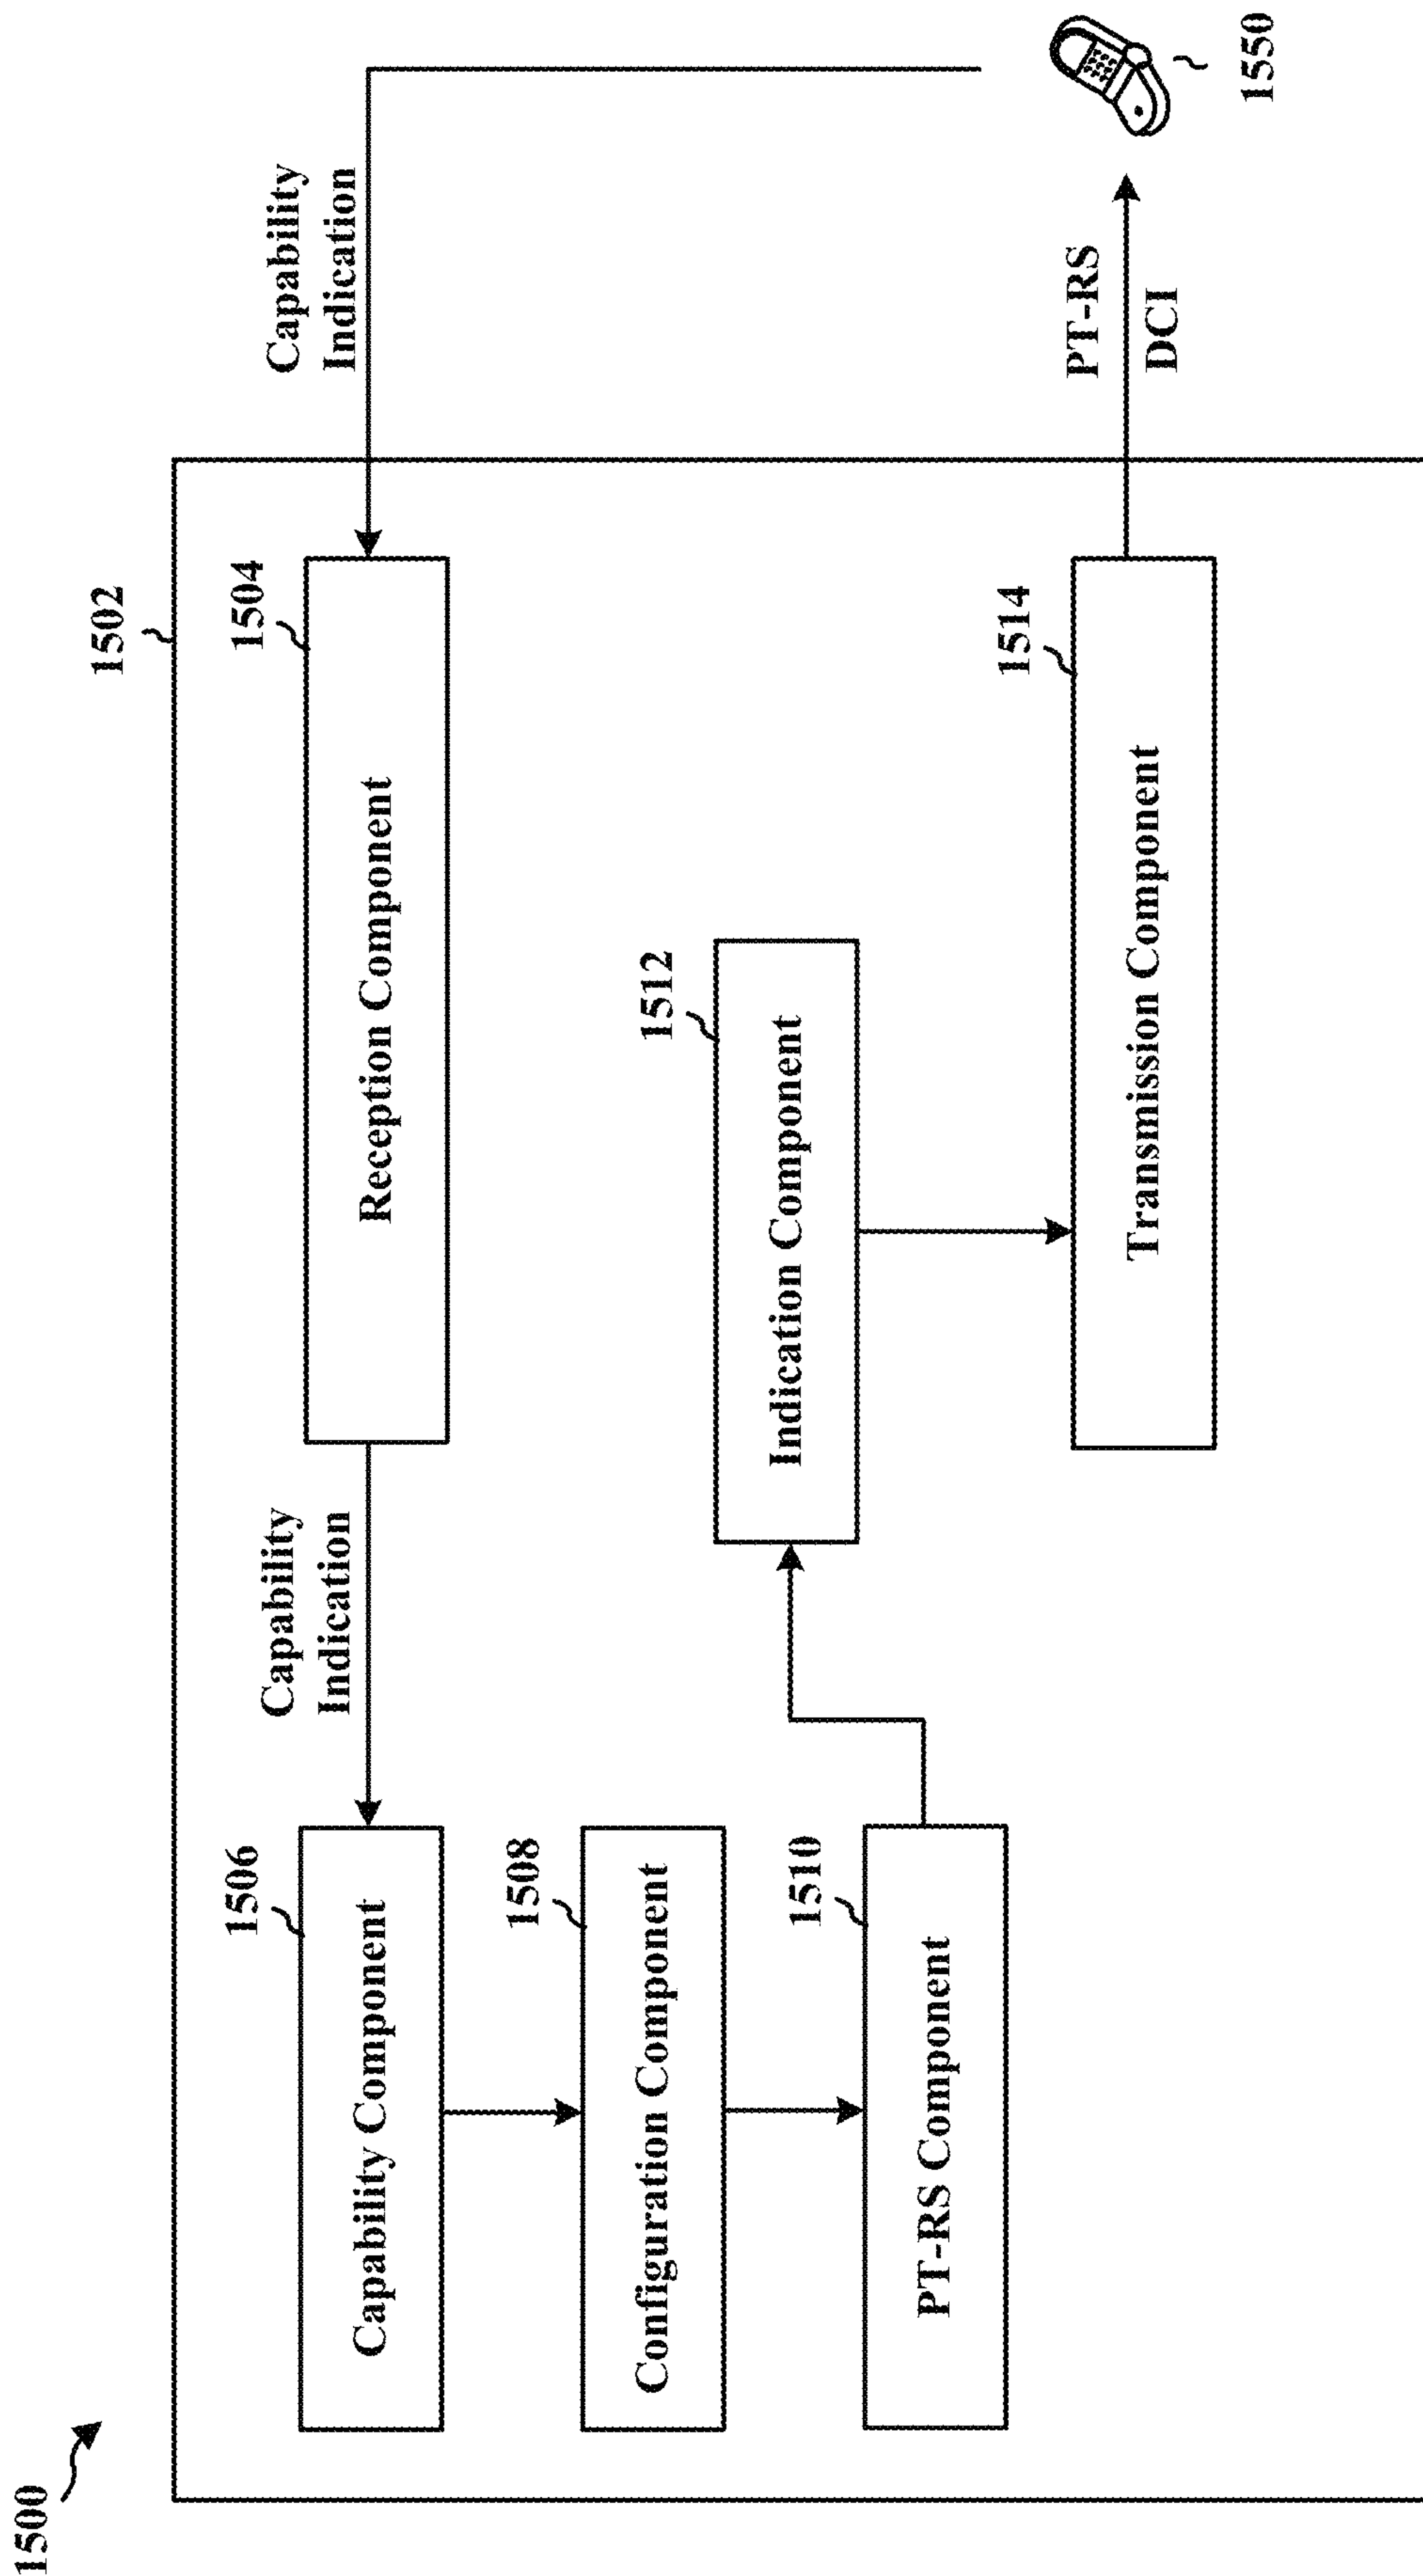 1500
1502
Capability
Indication
1504
Reception Component
Capability
Indication
1506
Capability Component
1508
Configuration Component
1510
PT-RS Component
1512
Indication Component
1514
Transmission Component
PT-RS
DCI
1550